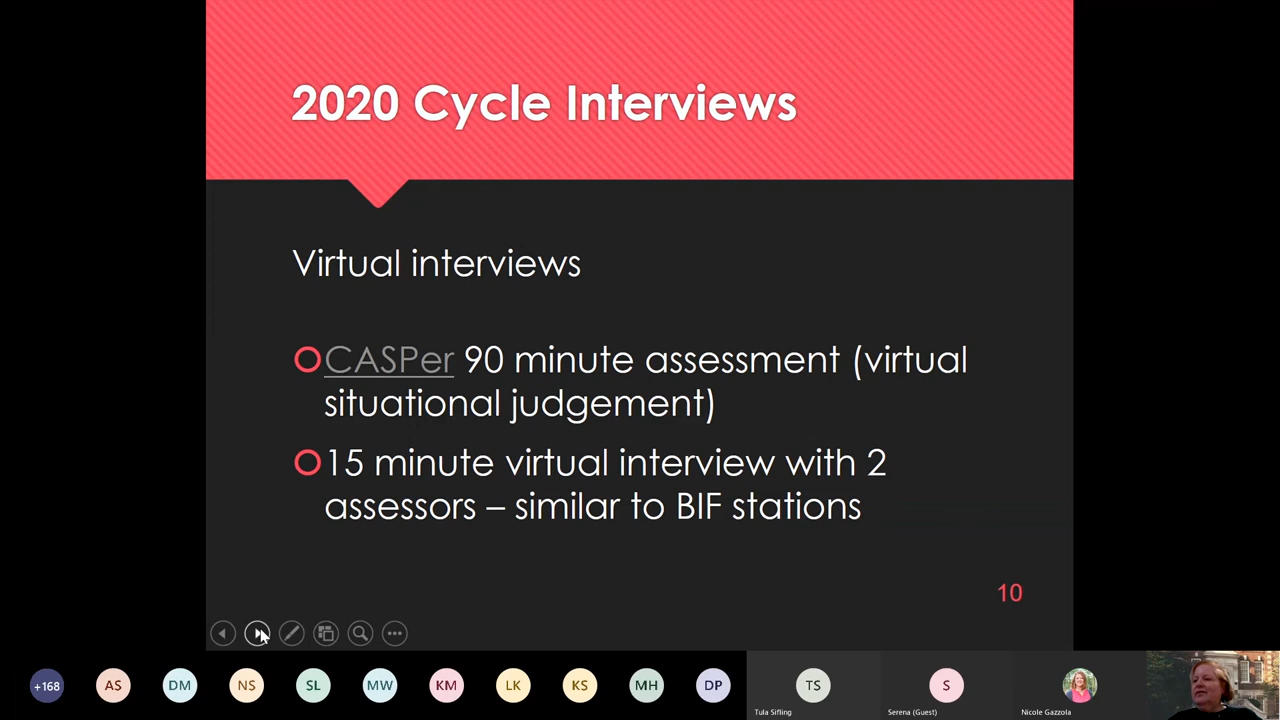 2020 Cycle Interviews
Virtual interviews
CASPer 90 minute assessment (virtual
situational judgement)
15 minute virtual interview with 2
assessors – similar to BIF stations
10
+168
AS
DM
NS
SL
MW
KM
LK
KS
MH
DP
TS
S
Tula Sifling
Serena (Guest)
Nicole Gazzola